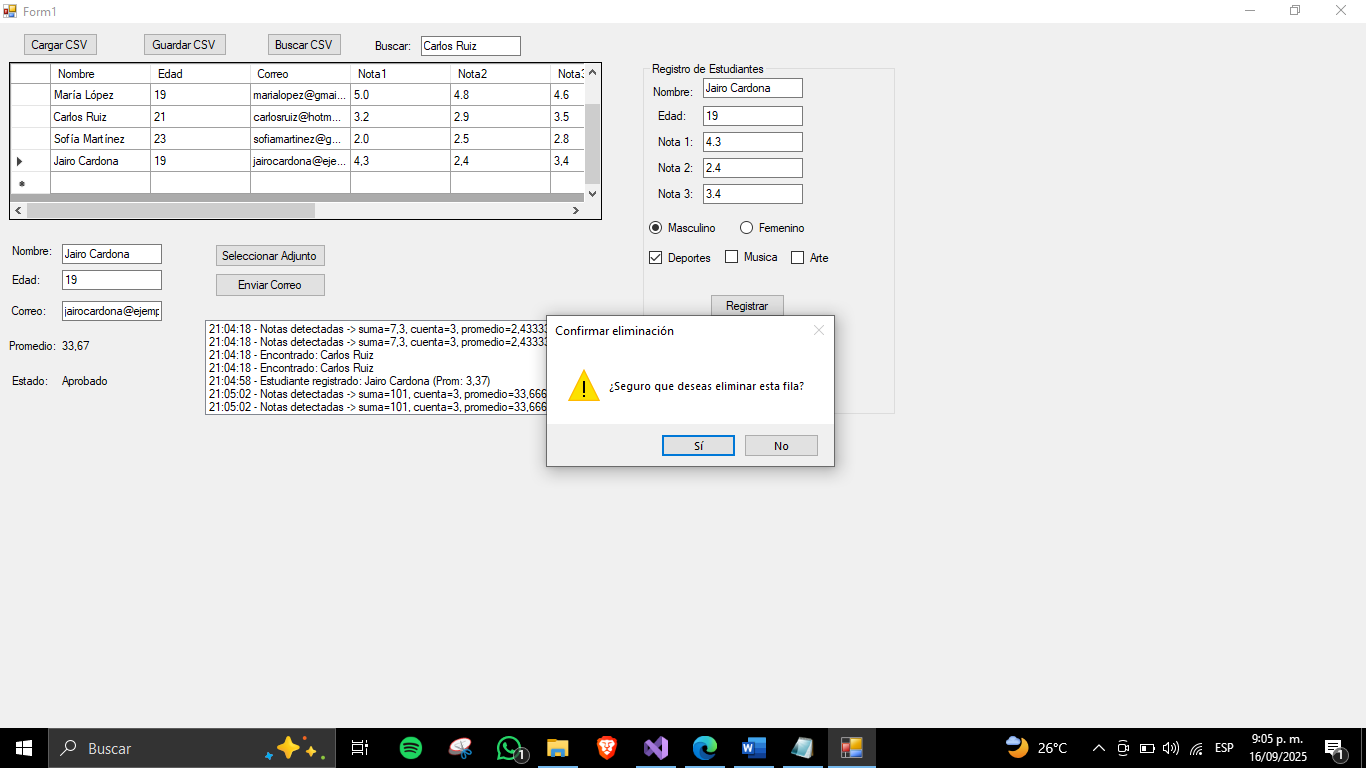 Form1
Cargar CSV Guardar CSV Buscar CSV Buscar: Carlos Ruiz
Nombre Edad Correo Nota1 Nota2 Nota3
María López 19 marialopez@gmai... 5.0 4.8 4.6
Carlos Ruiz 21 carlosruiz@hotm... 3.2 2.9 3.5
Sofía Martínez 23 sofiamartinez@g... 2.0 2.5 2.8
Jairo Cardona 19 jairocardona@eje... 4,3 2,4 3,4
Registro de Estudiantes
Nombre: Jairo Cardona
Edad: 19
Nota 1: 4.3
Nota 2: 2.4
Nota 3: 3.4
Masculino Femenino
Deportes Musica Arte
Registrar
Nombre: Jairo Cardona
Edad: 19
Correo: jairocardona@ejemp
Promedio: 33,67
Estado: Aprobado
Seleccionar Adjunto
Enviar Correo
21:04:18 - Notas detectadas -> suma=7,3, cuenta=3, promedio=2,43333
21:04:18 - Notas detectadas -> suma=7,3, cuenta=3, promedio=2,43333
21:04:18 - Encontrado: Carlos Ruiz
21:04:18 - Encontrado: Carlos Ruiz
21:04:58 - Estudiante registrado: Jairo Cardona (Prom: 3,37)
21:05:02 - Notas detectadas -> suma=101, cuenta=3, promedio=33,666
21:05:02 - Notas detectadas -> suma=101, cuenta=3, promedio=33,666
Confirmar eliminación
¿Seguro que deseas eliminar esta fila?
Sí No
Buscar
1
26°C
ESP
9:05 p. m.
16/09/2025
1